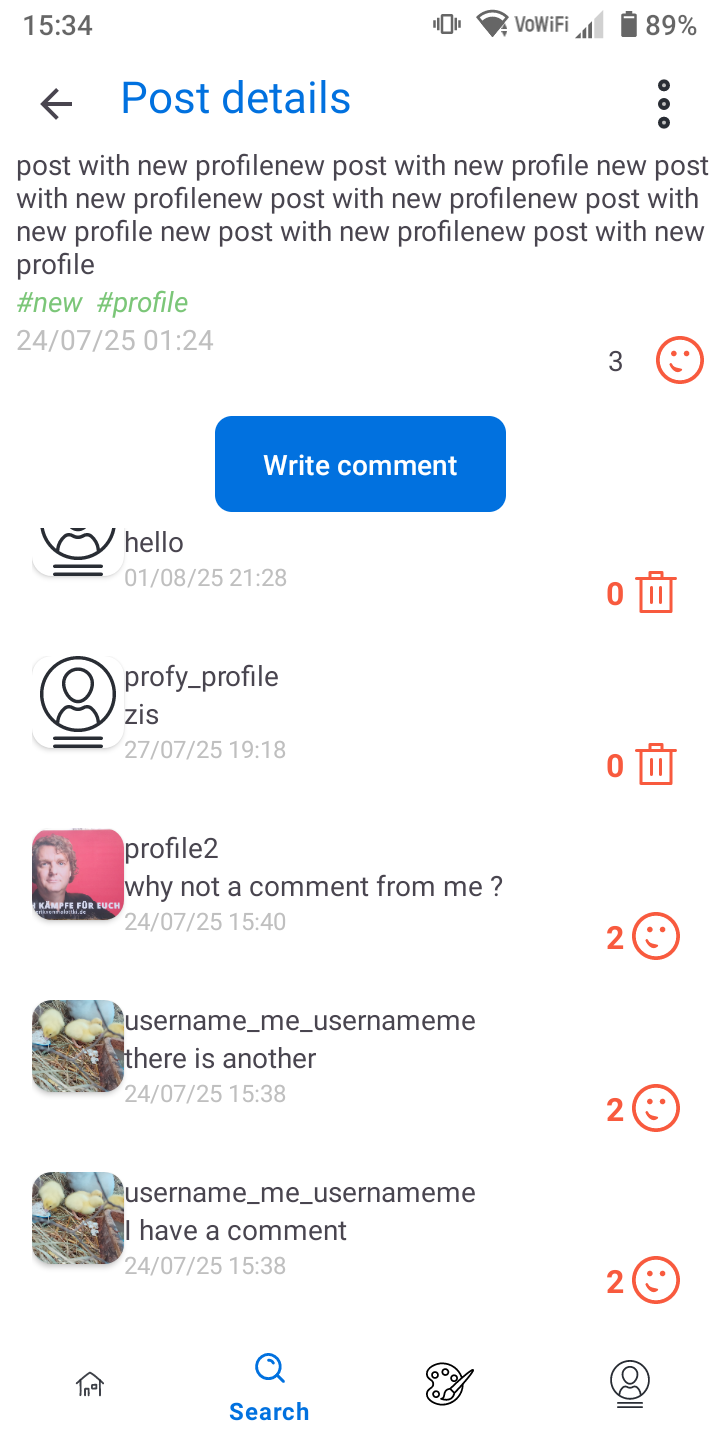 15:34
VoWiFi
89%
Post details
post with new profilenew post with new profile new post
with new profilenew post with new profilenew post with
new profile new post with new profilenew post with new
profile
#new #profile
24/07/25 01:24
3
Write comment
hello
01/08/25 21:28
0
profy_profile
zis
27/07/25 19:18
0
profile2
why not a comment from me ?
KÄMPFE FÜR EUCH
24/07/25 15:40
2
username_me_usernameme
there is another
24/07/25 15:38
2
username_me_usernameme
I have a comment
24/07/25 15:38
2
Search